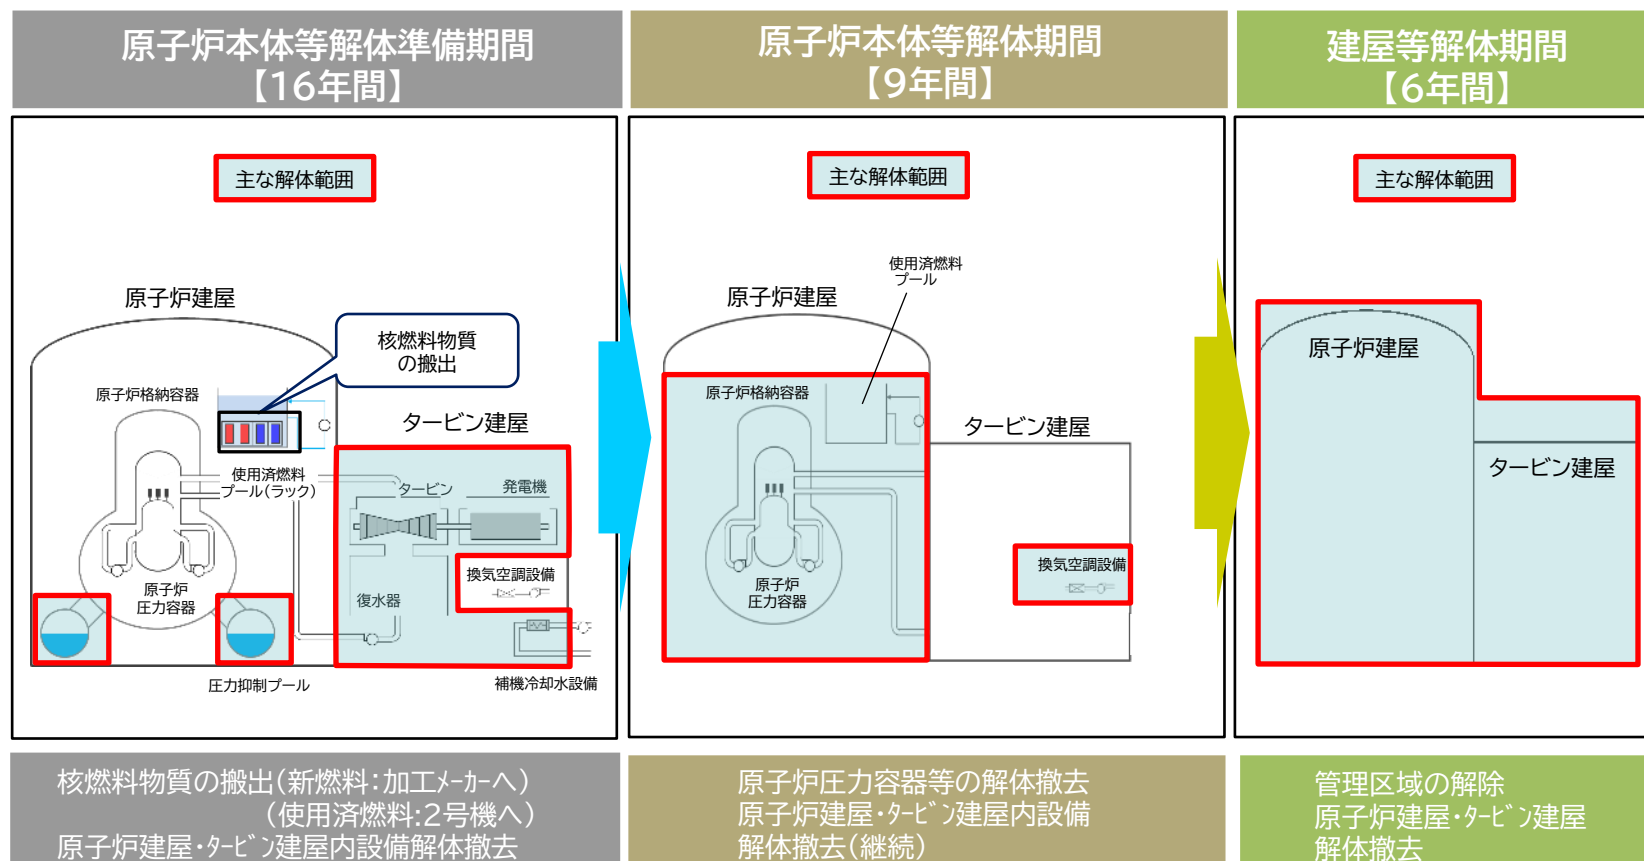 原子炉本体等解体準備期間
【16年間】
主な解体範囲
原子炉建屋
核燃料物質
の搬出
原子炉格納容器
タービン建屋
使用済燃料
プール(ラック)
タービン
発電機
換気空調設備
原子炉
圧力容器
復水器
圧力抑制プール
補機冷却水設備
核燃料物質の搬出(新燃料:加工ﾒｰｶｰへ)
(使用済燃料:2号機へ)
原子炉建屋･ﾀｰﾋﾞﾝ建屋内設備解体撤去
原子炉本体等解体期間
【9年間】
主な解体範囲
使用済燃料
プール
原子炉建屋
原子炉格納容器
タービン建屋
換気空調設備
原子炉
圧力容器
原子炉圧力容器等の解体撤去
原子炉建屋･ﾀｰﾋﾞﾝ建屋内設備
解体撤去(継続)
建屋等解体期間
【6年間】
主な解体範囲
原子炉建屋
タービン建屋
管理区域の解除
原子炉建屋･ﾀｰﾋﾞﾝ建屋
解体撤去